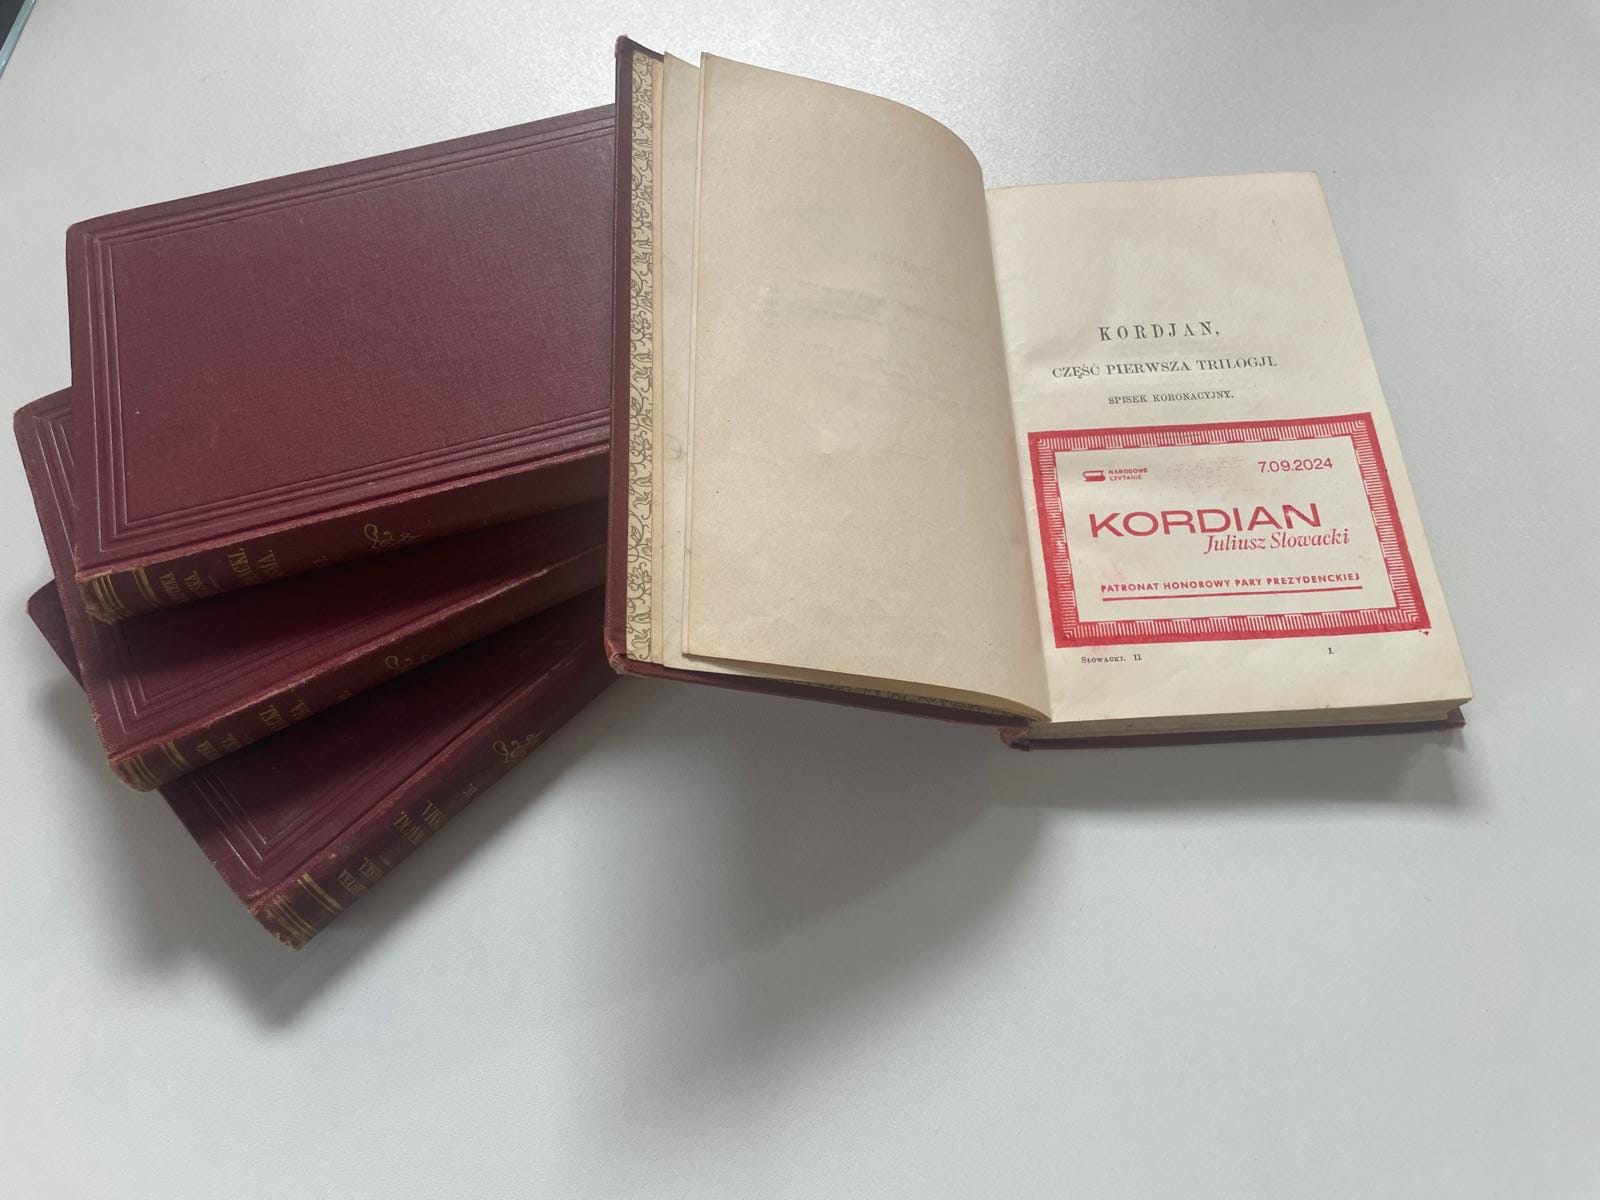 KORDJAN,
CZĘŚĆ PIERWSZA TRILOGJI.
SPISEK KORONACYJNY.
NARODOWE
CZYTANIE
7.09.2024
KORDIAN
Juliusz Słowacki
PATRONAT HONOROWY PARY PREZYDENCKIEJ
Słowacki. II
1